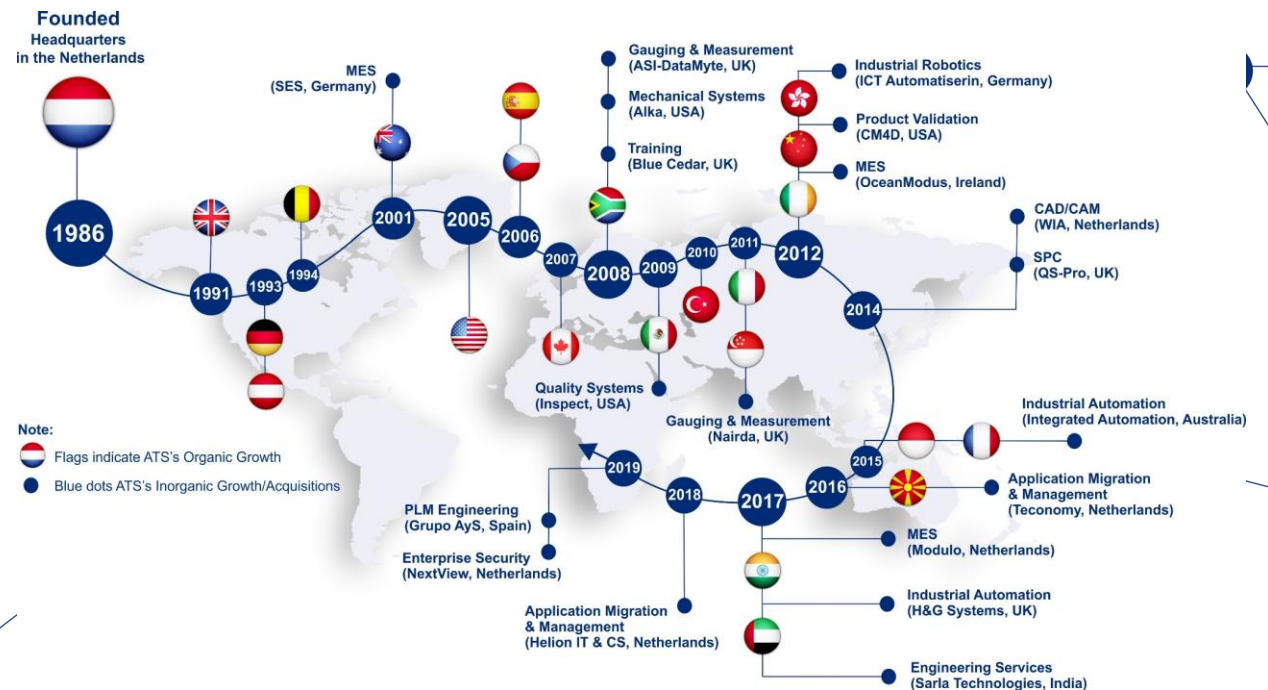 Founded
Headquarters
in the Netherlands
1986
1991
1993
1994
MES
(SES, Germany)
2001
2005
2006
2007
Gauging & Measurement
(ASI-DataMyte, UK)
Mechanical Systems
(Alka, USA)
Training
(Blue Cedar, UK)
2008
2009
Quality Systems
(Inspect, USA)
2010
2011
Gauging & Measurement
(Nairda, UK)
Industrial Robotics
(ICT Automatiserin, Germany)
Product Validation
(CM4D, USA)
MES
(OceanModus, Ireland)
2012
CAD/CAM
(WIA, Netherlands)
SPC
(QS-Pro, UK)
2014
Industrial Automation
(Integrated Automation, Australia)
2015
2016
Application Migration
& Management
(Teconomy, Netherlands)
2017
MES
(Modulo, Netherlands)
Industrial Automation
(H&G Systems, UK)
Engineering Services
(Sarla Technologies, India)
2018
Application Migration
& Management
(Helion IT & CS, Netherlands)
2019
PLM Engineering
(Grupo AyS, Spain)
Enterprise Security
(NextView, Netherlands)
Note:
Flags indicate ATS's Organic Growth
Blue dots ATS's Inorganic Growth/Acquisitions